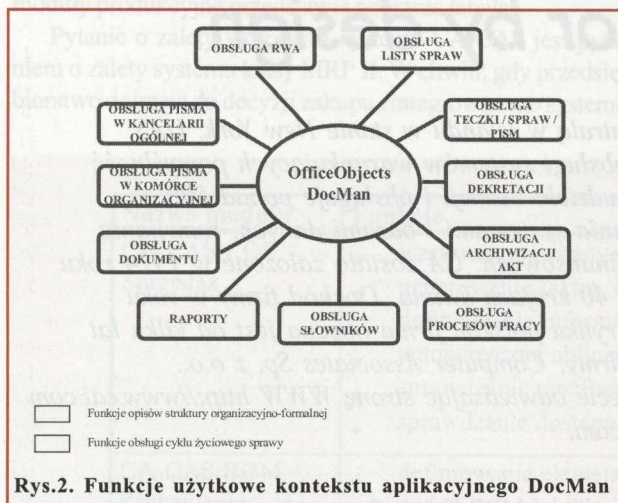 OBSŁUGA RWA
OBSŁUGA
LISTY SPRAW
OBSŁUGA PISMA
W KANCELARII
OGÓLNEJ
OBSŁUGA
TECZKI / SPRAW /
PISM
OBSŁUGA PISMA
W KOMÓRCE
ORGANIZACYJNEJ
OfficeObjects
DocMan
OBSŁUGA
DEKRETACJI
OBSŁUGA
DOKUMENTU
OBSŁUGA
ARCHIWIZACJI
AKT
RAPORTY
OBSŁUGA
SŁOWNIKÓW
OBSŁUGA
PROCESÓW PRACY
Funkcje opisów struktury organizacyjno-formalnej
Funkcje obsługi cyklu życiowego sprawy
Rys.2. Funkcje użytkowe kontekstu aplikacyjnego DocMan